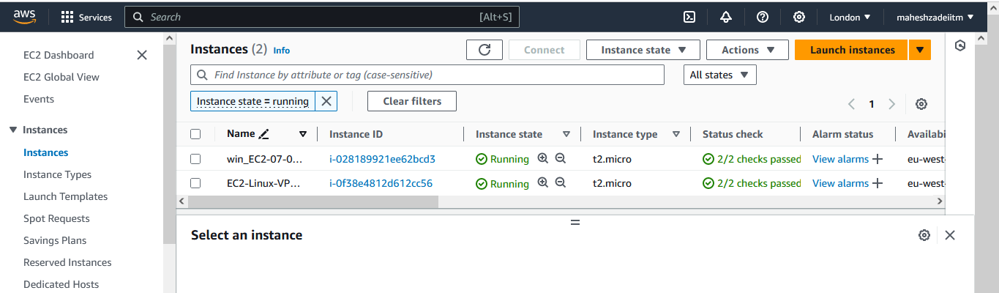 aws Services Search [Alt+S] London maheshzadeiitm
EC2 Dashboard
EC2 Global View
Events
Instances
Instances
Instance Types
Launch Templates
Spot Requests
Savings Plans
Reserved Instances
Dedicated Hosts
Instances (2) Info Connect Instance state Actions Launch instances
Find Instance by attribute or tag (case-sensitive) All states
Instance state = running Clear filters
1
Name Instance ID Instance state Instance type Status check Alarm status Availabi
win_EC2-07-0... i-028189921ee62bcd3 Running t2.micro 2/2 checks passed View alarms eu-west-
EC2-Linux-VP... i-0f38e4812d612cc56 Running t2.micro 2/2 checks passed View alarms eu-west-
Select an instance